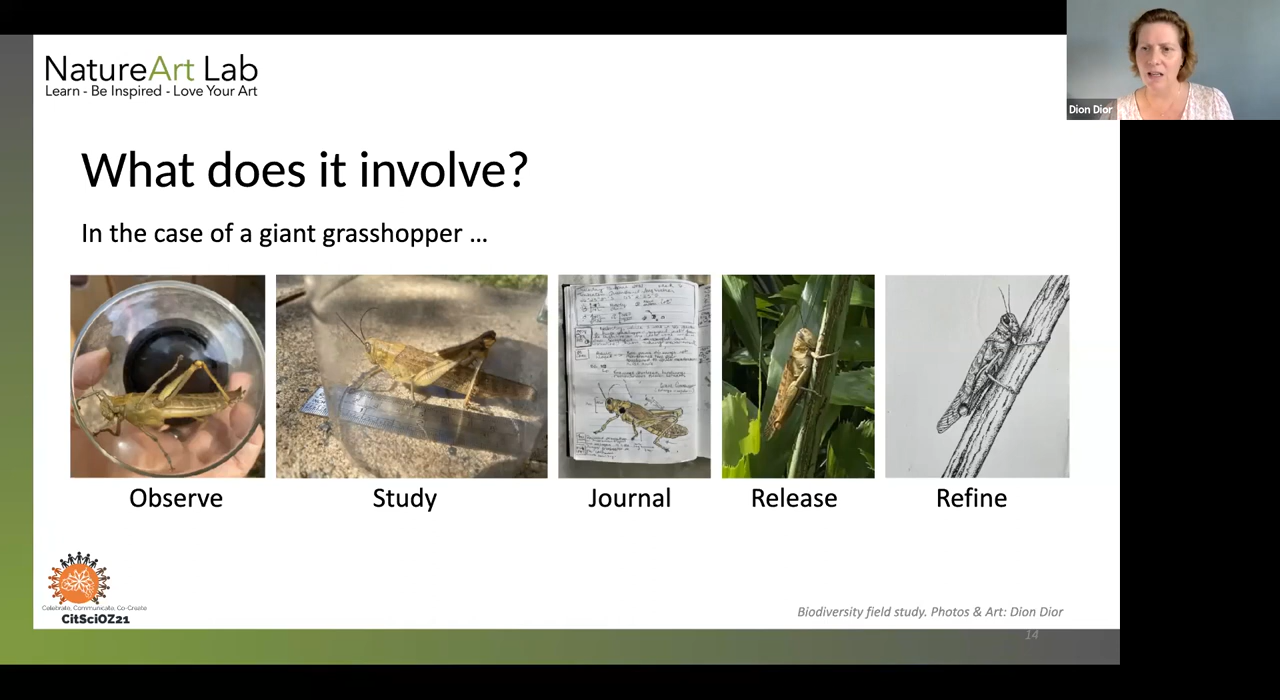 NatureArt Lab
Learn - Be Inspired - Love Your Art
Dion Dior
What does it involve?
In the case of a giant grasshopper ...
Observe
Study
Journal
Release
Refine
Celebrate, Communicate, Co-Create
CitSciOZ21
Biodiversity field study. Photos & Art: Dion Dior
14